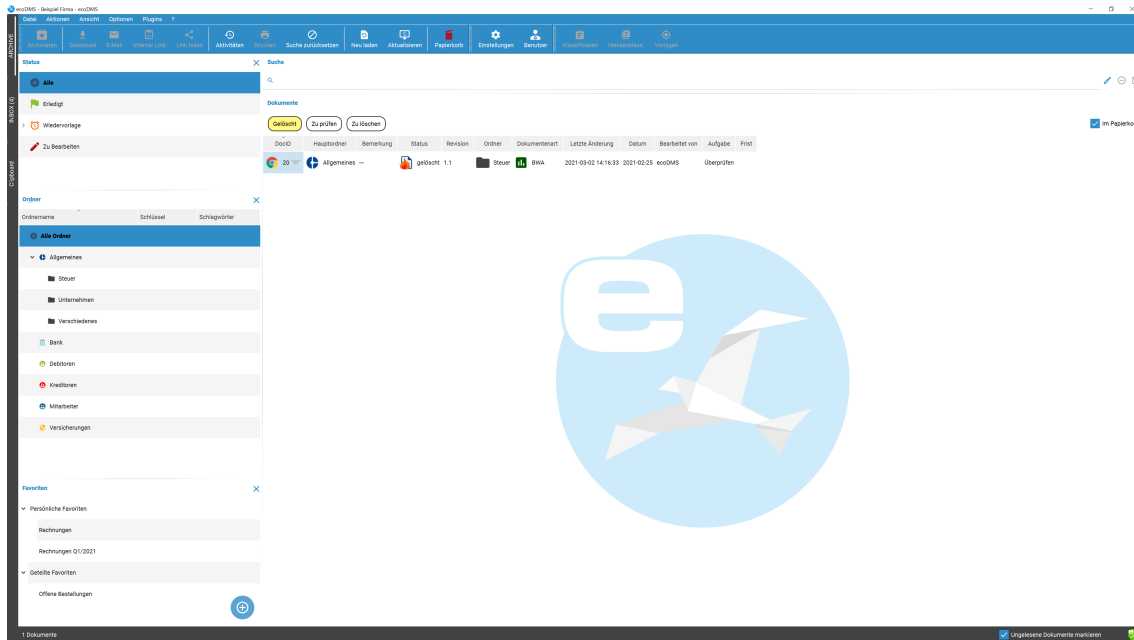 ecoDMS - Beispiel Firma - ecoDMS
Datei Aktionen Ansicht Optionen Plugins ?
Archivieren Download E-Mail Interner Link Link teilen Aktivitäten Drucken Suche zurücksetzen Neu laden Aktualisieren Papierkorb Einstellungen Benutzer Klassifizieren Massenklass. Vorlegen
ARCHIVE
INBOX (4)
Clipboard
Status
Alle
Erledigt
Wiedervorlage
Zu Bearbeiten
Ordner
Ordnername Schlüssel Schlagwörter
Alle Ordner
Allgemeines
Steuer
Unternehmen
Verschiedenes
Bank
Debitoren
Kreditoren
Mitarbeiter
Versicherungen
Favoriten
Persönliche Favoriten
Rechnungen
Rechnungen Q1/2021
Geteilte Favoriten
Offene Bestellungen
Suche
Dokumente
Gelöscht Zu prüfen Zu löschen
Im Papierko
DocID Hauptordner Bemerkung Status Revision Ordner Dokumentenart Letzte Änderung Datum Bearbeitet von Aufgabe Frist
20 Allgemeines --- gelöscht 1.1 Steuer BWA 2021-03-02 14:16:33 2021-02-25 ecoDMS Überprüfen
e
1 Dokumente
Ungelesene Dokumente markieren